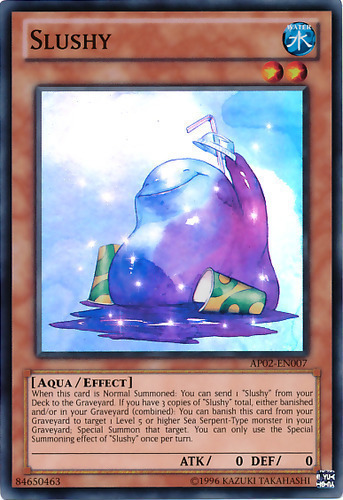 SLUSHY
WATER
水
AP02-EN007
[AQUA/EFFECT]
When this card is Normal Summoned: You can send 1 "Slushy" from your
Deck to the Graveyard. If you have 3 copies of "Slushy" total, either banished
and/or in your Graveyard (combined): You can banish this card from your
Graveyard to target 1 Level 5 or higher Sea Serpent-Type monster in your
Graveyard; Special Summon that target. You can only use the Special
Summoning effect of "Slushy" once per turn.
ATK/ 0 DEF/ 0
84650463 ©1996 KAZUKI TAKAHASHI